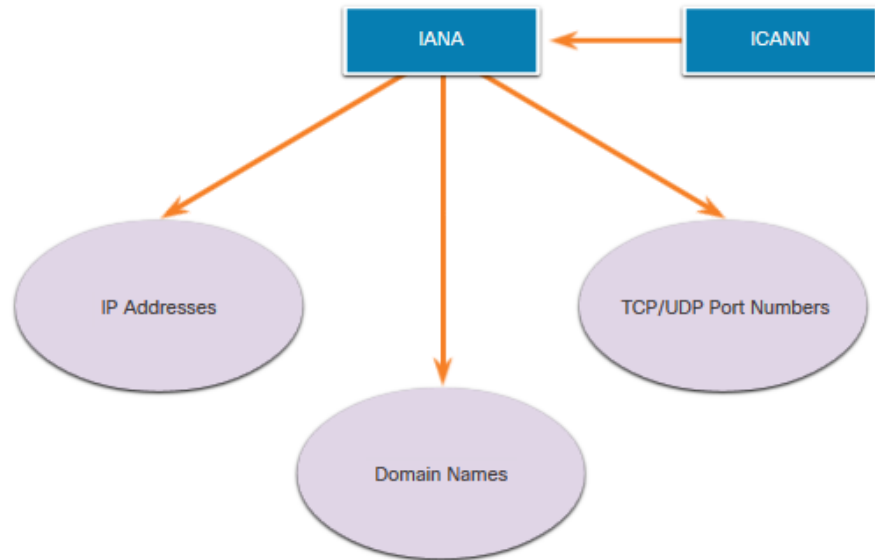 IANA
ICANN
IP Addresses
TCP/UDP Port Numbers
Domain Names